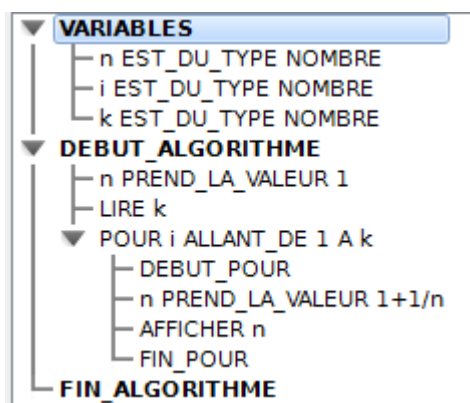 VARIABLES
n EST_DU_TYPE NOMBRE
i EST_DU_TYPE NOMBRE
k EST_DU_TYPE NOMBRE
DEBUT_ALGORITHME
n PREND_LA_VALEUR 1
LIRE k
POUR i ALLANT_DE 1 A k
DEBUT_POUR
n PREND_LA_VALEUR 1+1/n
AFFICHER n
FIN_POUR
FIN_ALGORITHME